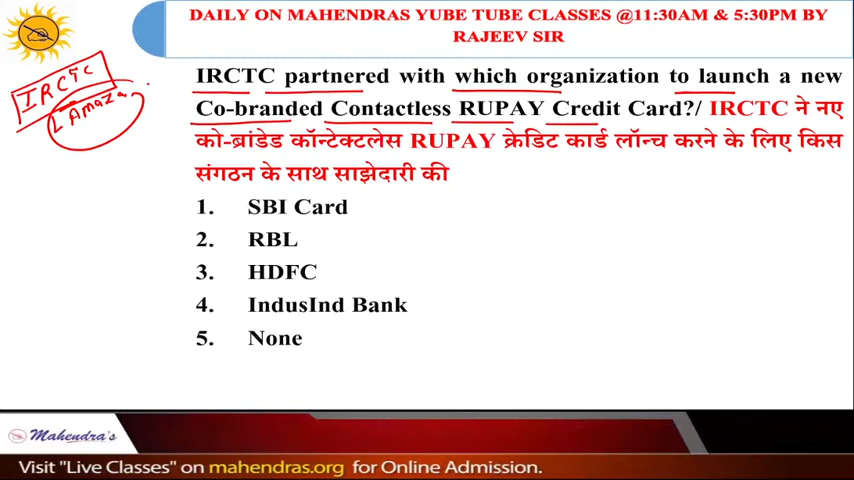 DAILY ON MAHENDRAS YUBE TUBE CLASSES @11:30AM & 5:30PM BY
RAJEEV SIR
IRCTC
Amazon
IRCTC partnered with which organization to launch a new
Co-branded Contactless RUPAY Credit Card?/ IRCTC ने नए
को-ब्रांडेड कॉन्टेक्टलेस RUPAY क्रेडिट कार्ड लॉन्च करने के लिए किस
संगठन के साथ साझेदारी की
1. SBI Card
2. RBL
3. HDFC
4. IndusInd Bank
5. None
Mahendra's
Visit "Live Classes" on mahendras.org for Online Admission.